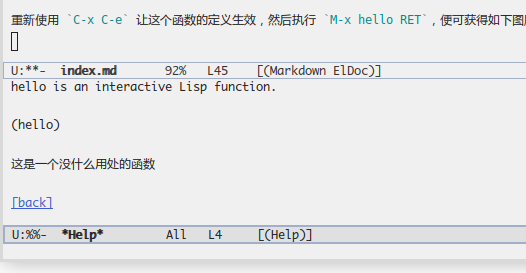 重新使用 `C-x C-e` 让这个函数的定义生效，然后执行 `M-x hello RET`，便可获得如下图
U:**-  index.md       92%   L45    [(Markdown ElDoc)]
hello is an interactive Lisp function.
(hello)
这是一个没什么用处的函数
[back]
U:%%-  *Help*         All   L4     [(Help)]